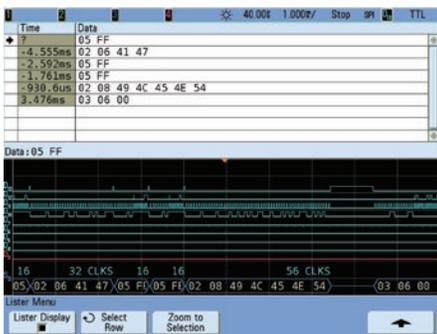 1 2 3 4 40.00% 1.000%/ Stop SPI TTL
Time Data
? 05 FF
-4.555ms 02 06 41 47
-2.592ms 05 FF
-1.761ms 05 FF
-930.6us 02 08 49 4C 45 4E 54
3.476ms 03 06 00
Data:05 FF
16 32 CLKS 16 16 56 CLKS
05 02 06 41 47 05 FF 05 FF 02 08 49 4C 45 4E 54 03 06 00
Lister Menu
Lister Display Select Row Zoom to Selection